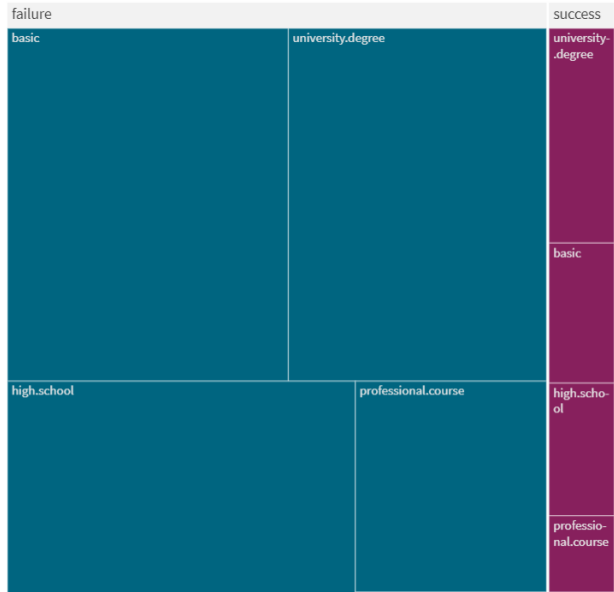 failure
success
basic
university.degree
university-
.degree
basic
high.school
professional.course
high.scho-
ol
professio-
nal.course